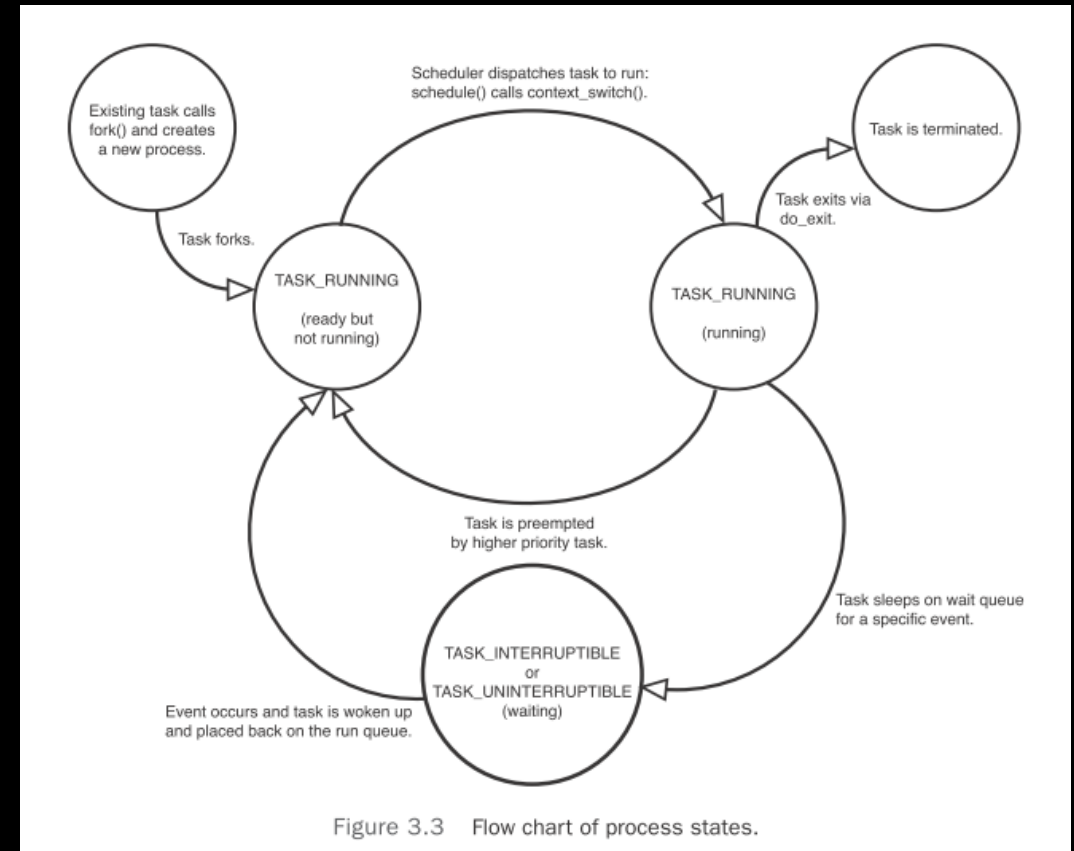 Scheduler dispatches task to run:
schedule() calls context_switch().
Existing task calls
fork() and creates
a new process.
Task is terminated.
Task exits via
do_exit.
Task forks.
TASK_RUNNING
(ready but
not running)
TASK_RUNNING
(running)
Task is preempted
by higher priority task.
Task sleeps on wait queue
for a specific event.
TASK_INTERRUPTIBLE
or
TASK_UNINTERRUPTIBLE
(waiting)
Event occurs and task is woken up
and placed back on the run queue.
Figure 3.3 Flow chart of process states.